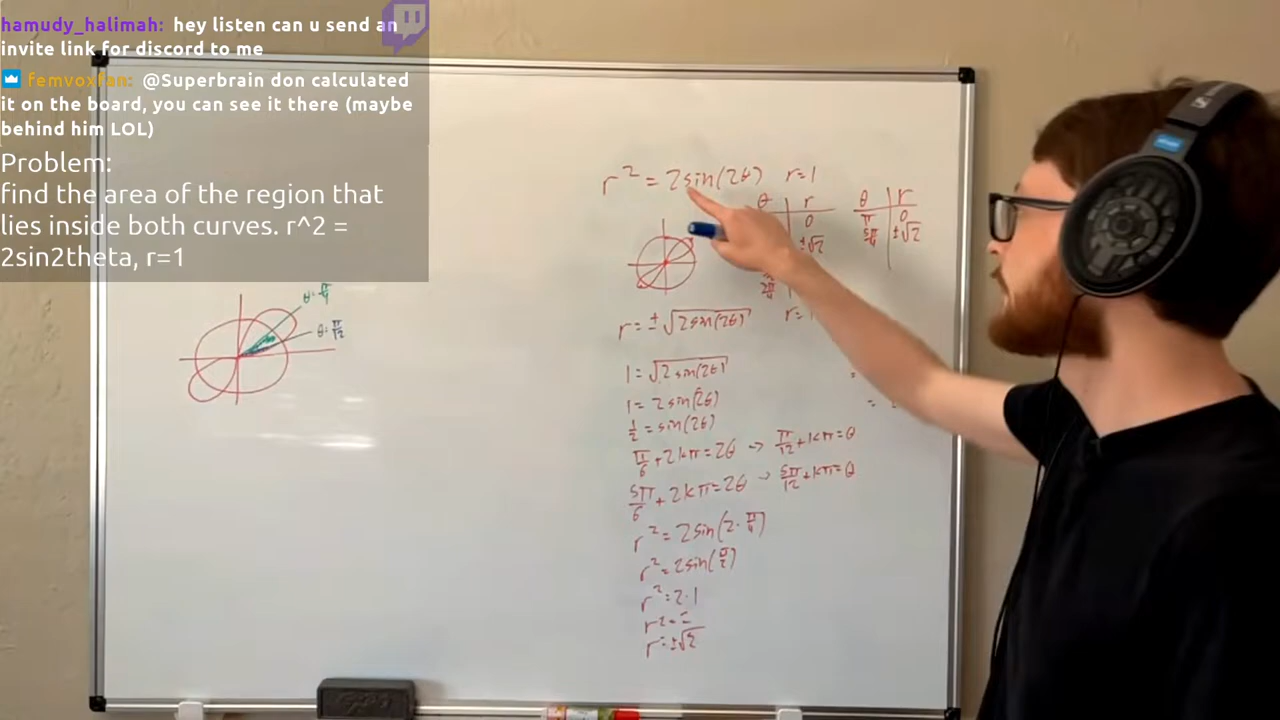 hamudy_halimah: hey listen can u send an
invite link for discord to me
femvoxfan: @Superbrain don calculated
it on the board, you can see it there (maybe
behind him LOL)
Problem:
find the area of the region that
lies inside both curves. r^2 =
2sin2theta, r=1
θ=π/4
θ=π/12
r² = 2sin(2θ) r=1
θ r
0
±√2
θ r
π 0
5π/4 ±√2
r=±√2sin(2θ)
1=√2sin(2θ)
1=2sin(2θ)
1/2=sin(2θ)
π/6+2kπ=2θ → π/12+kπ=θ
5π/6+2kπ=2θ → 5π/12+kπ=θ
r²=2sin(2·π/4)
r²=2sin(π/2)
r²=2·1
r²=2
r=±√2